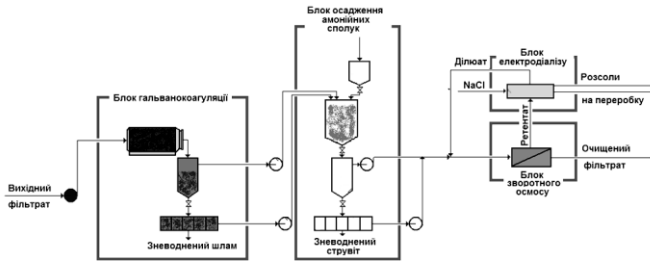 Блок осадження
амонійних
сполук
Блок гальванокоагуляції
Вихідний
фільтрат
Зневоднений шлам
Зневоднений
струвіт
Ділюат
Блок
електродіалізу
NaCl
Розсоли
на переробку
Ретентат
Очищений
фільтрат
Блок
зворотного
осмосу